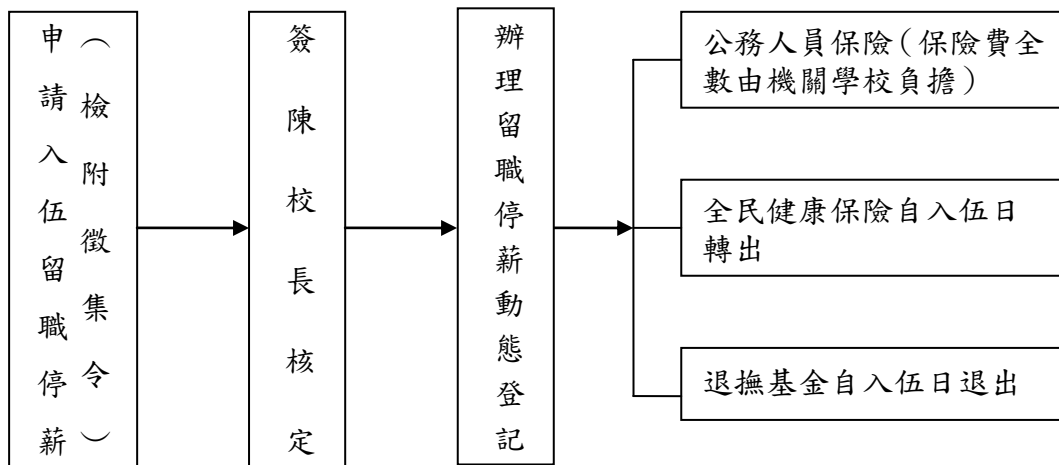 申請入伍留職停薪
（檢附徵集令）
簽陳校長核定
辦理留職停薪動態登記
公務人員保險（保險費全
數由機關學校負擔）
全民健康保險自入伍日
轉出
退撫基金自入伍日退出